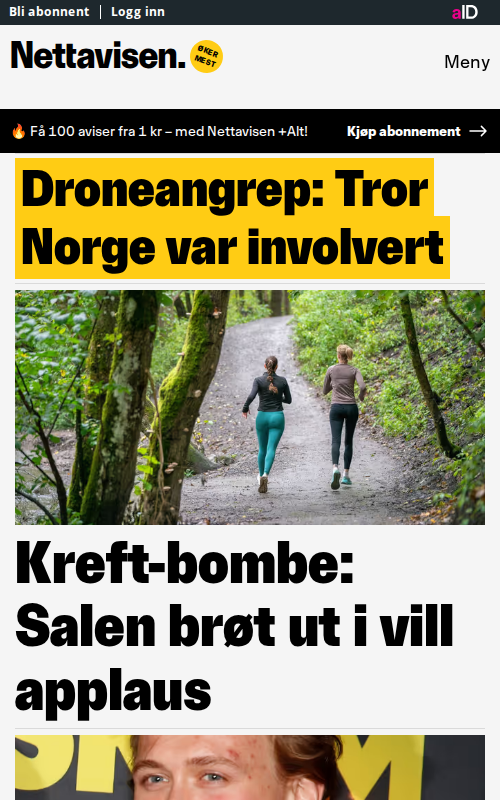 Bli abonnent | Logg inn
aID
Nettavisen.
ØKER
MEST
Meny
🔥 Få 100 aviser fra 1 kr – med Nettavisen +Alt!
Kjøp abonnement →
Droneangrep: Tror
Norge var involvert
Kreft-bombe:
Salen brøt ut i vill
applaus